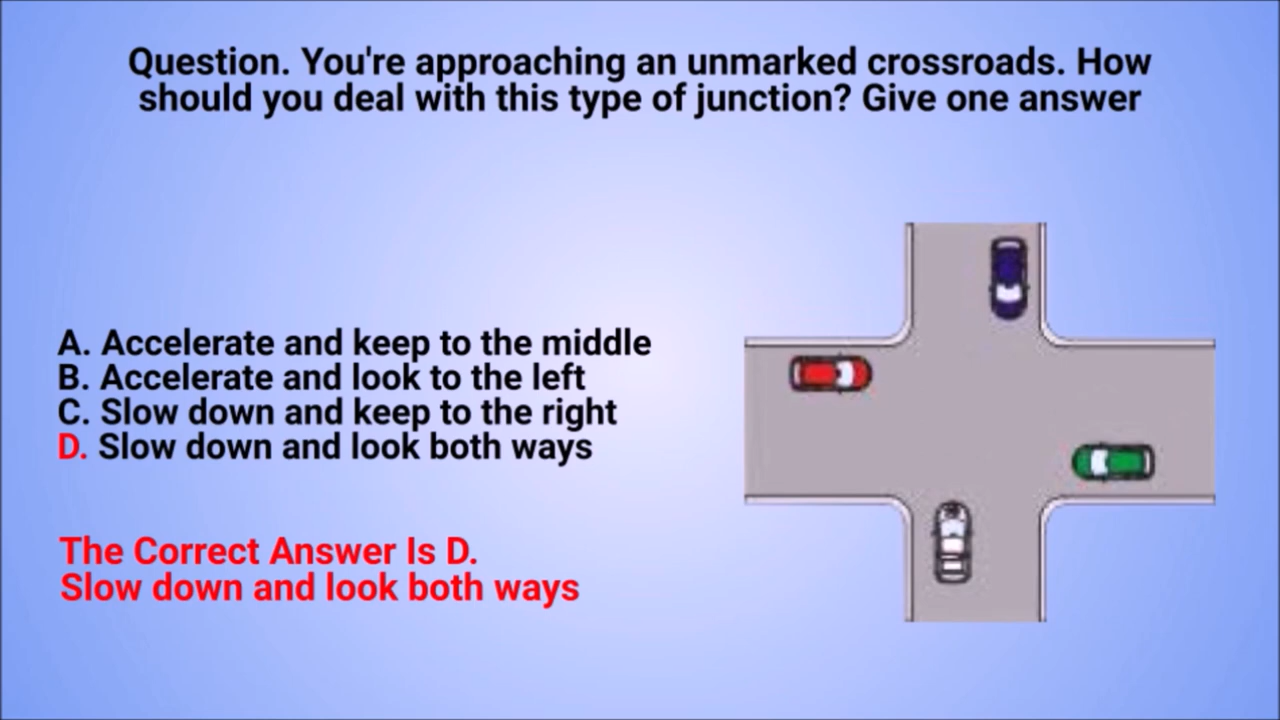 Question. You're approaching an unmarked crossroads. How
should you deal with this type of junction? Give one answer
A. Accelerate and keep to the middle
B. Accelerate and look to the left
C. Slow down and keep to the right
D. Slow down and look both ways
The Correct Answer Is D.
Slow down and look both ways